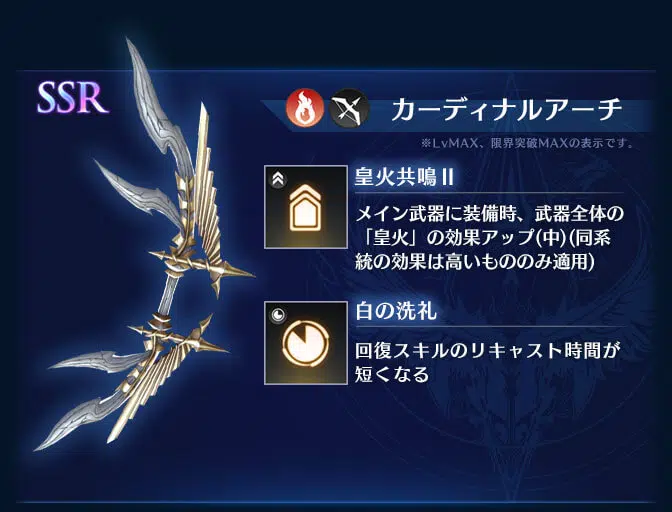 SSR
カーディナルアーチ
※LvMAX、限界突破MAXの表示です。
皇火共鳴Ⅱ
メイン武器に装備時、武器全体の
「皇火」の効果アップ(中)(同系
統の効果は高いもののみ適用)
白の洗礼
回復スキルのリキャスト時間が
短くなる